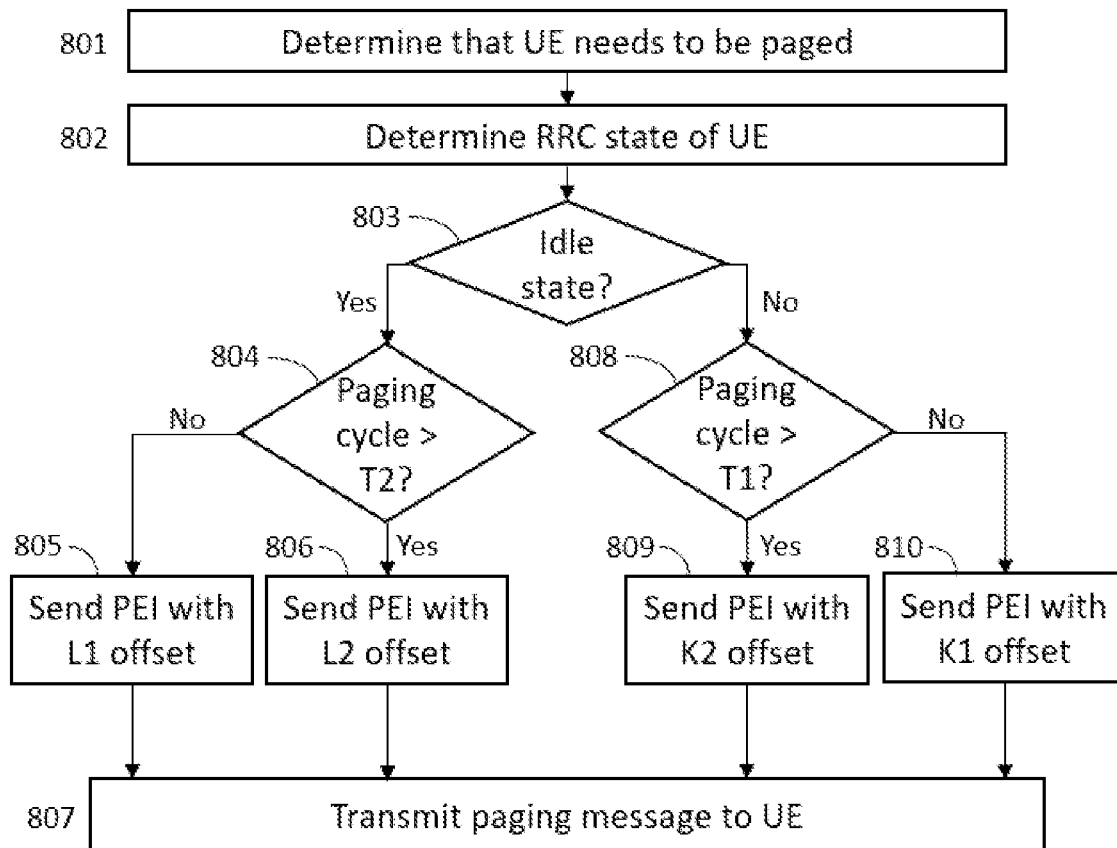 801
Determine that UE needs to be paged
802
Determine RRC state of UE
803
Idle
state?
Yes
No
804
Paging
cycle >
T2?
No
Yes
808
Paging
cycle >
T1?
No
Yes
805
Send PEI with
L1 offset
806
Send PEI with
L2 offset
809
Send PEI with
K2 offset
810
Send PEI with
K1 offset
807
Transmit paging message to UE